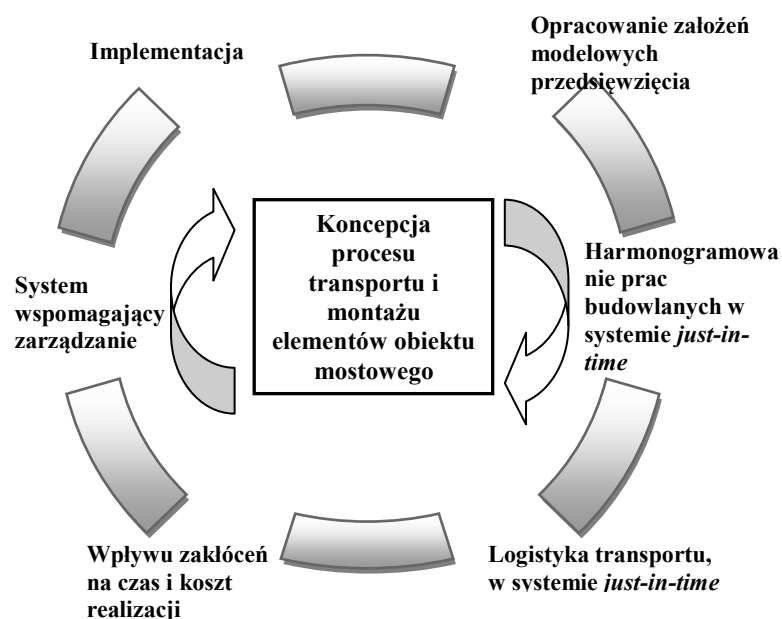 Implementacja
Opracowanie założeń
modelowych
przedsięwzięcia
Koncepcja
procesu
transportu i
montażu
elementów obiektu
mostowego
Harmonogramowa
nie prac
budowlanych w
systemie just-in-
time
System
wspomagający
zarządzanie
Wpływu zakłóceń
na czas i koszt
realizacji
Logistyka transportu,
w systemie just-in-time